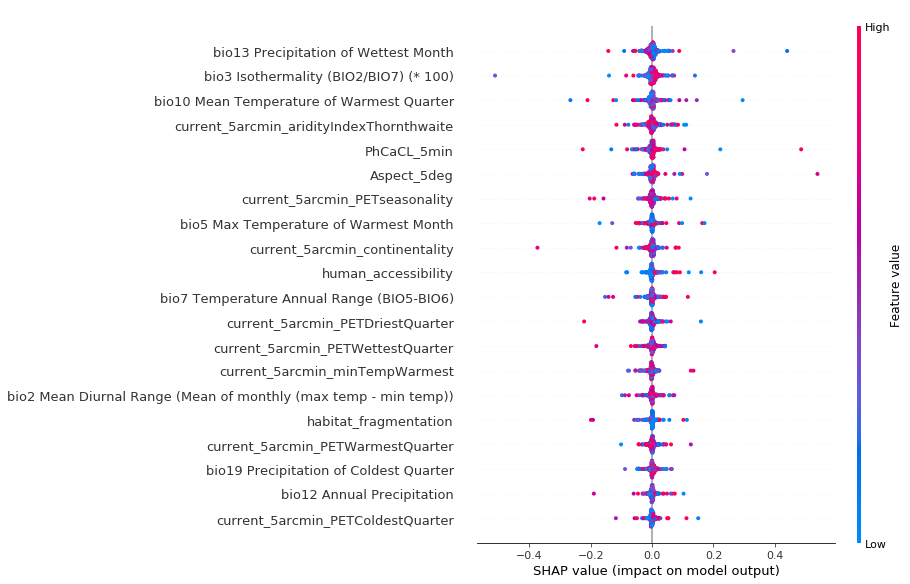 High
bio13 Precipitation of Wettest Month
bio3 Isothermality (BIO2/BIO7) (* 100)
bio10 Mean Temperature of Warmest Quarter
current_5arcmin_aridityIndexThornthwaite
PhCaCL_5min
Aspect_5deg
current_5arcmin_PETseasonality
bio5 Max Temperature of Warmest Month
current_5arcmin_continentality
human_accessibility
bio7 Temperature Annual Range (BIO5-BIO6)
current_5arcmin_PETDriestQuarter
current_5arcmin_PETWettestQuarter
current_5arcmin_minTempWarmest
bio2 Mean Diurnal Range (Mean of monthly (max temp - min temp))
habitat_fragmentation
current_5arcmin_PETWarmestQuarter
bio19 Precipitation of Coldest Quarter
bio12 Annual Precipitation
current_5arcmin_PETColdestQuarter
Feature value
Low
−0.4 −0.2 0.0 0.2 0.4
SHAP value (impact on model output)